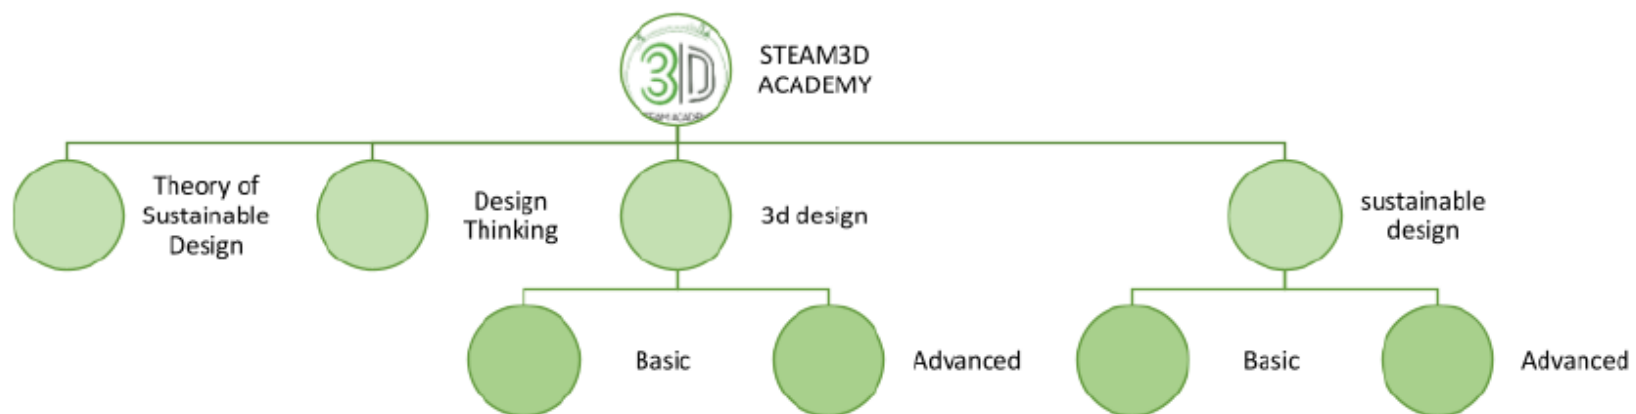 3D
STEAM3D
ACADEMY
Theory of
Sustainable
Design
Design
Thinking
3d design
sustainable
design
Basic
Advanced
Basic
Advanced